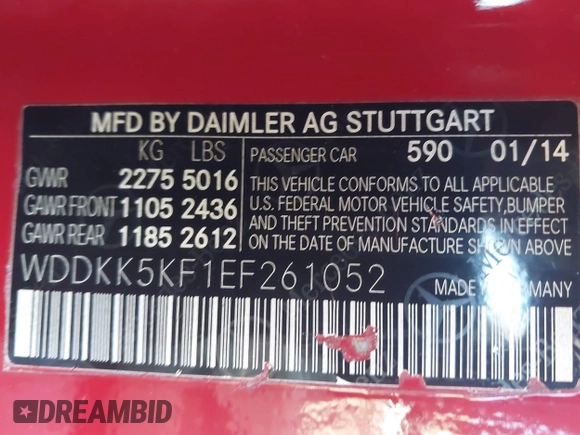 MFD BY DAIMLER AG STUTTGART
KG LBS
GVWR 2275 5016
GAWR FRONT 1105 2436
GAWR REAR 1185 2612
PASSENGER CAR 590 01/14
THIS VEHICLE CONFORMS TO ALL APPLICABLE
U.S. FEDERAL MOTOR VEHICLE SAFETY, BUMPER
AND THEFT PREVENTION STANDARDS IN EFFECT
ON THE DATE OF MANUFACTURE SHOWN ABOVE.
WDDKK5KF1EF261052
MADE IN GERMANY
DREAMBID